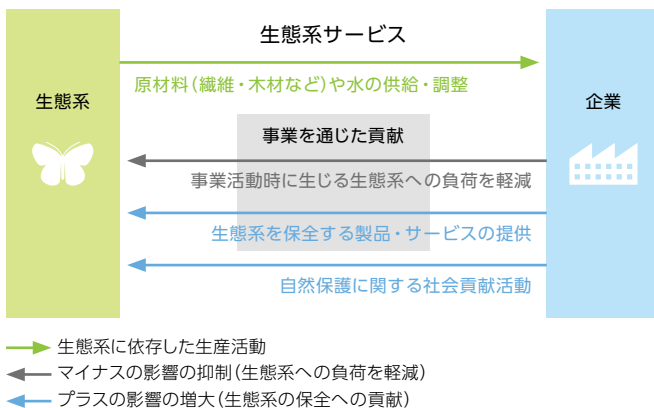 生態系サービス
原材料(繊維・木材など)や水の供給・調整
生態系
企業
事業を通じた貢献
事業活動時に生じる生態系への負荷を軽減
生態系を保全する製品・サービスの提供
自然保護に関する社会貢献活動
生態系に依存した生産活動
マイナスの影響の抑制(生態系への負荷を軽減)
プラスの影響の増大(生態系の保全への貢献)